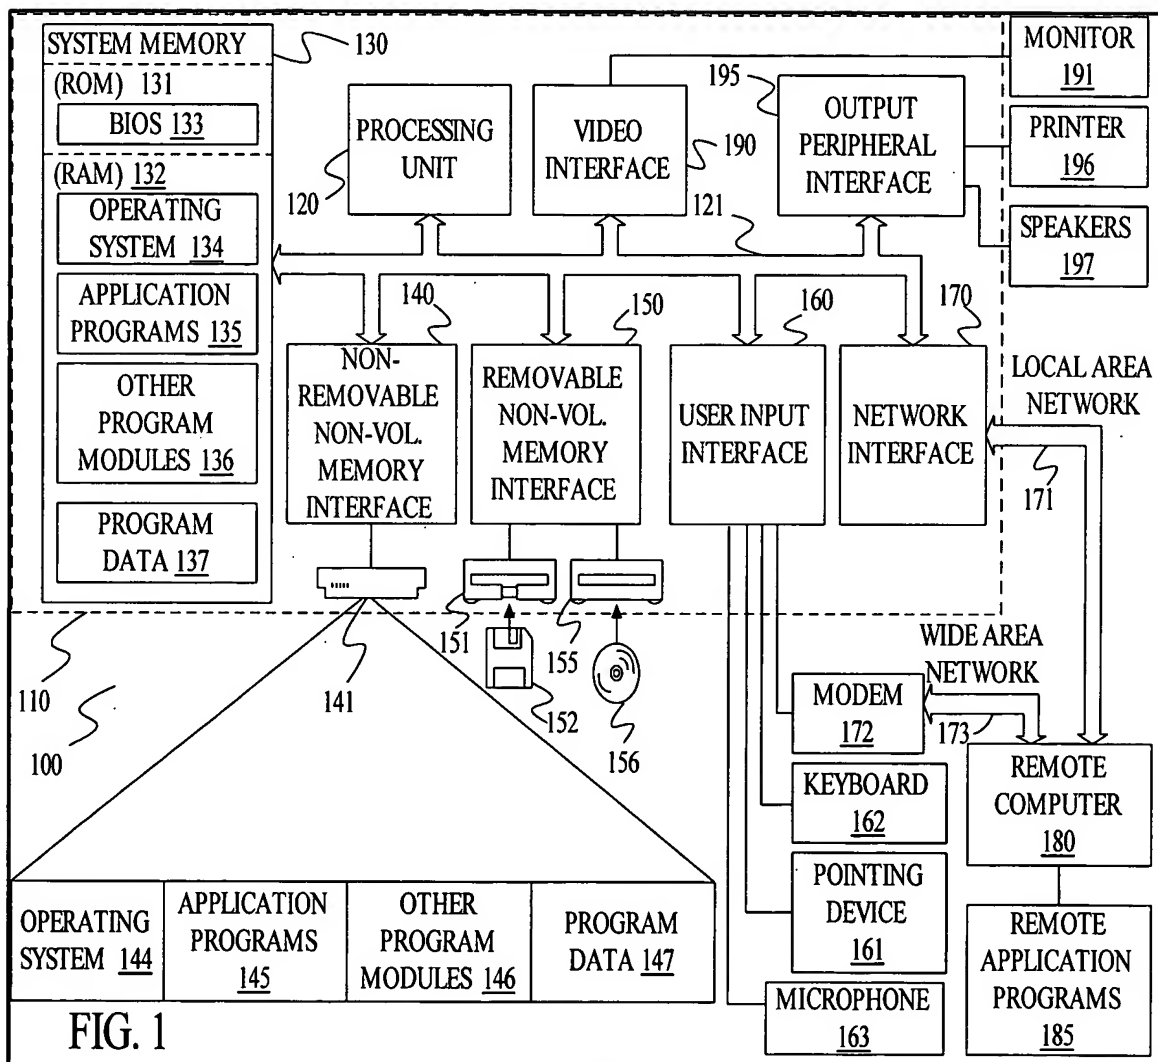 SYSTEM MEMORY
130
(ROM) 131
BIOS 133
(RAM) 132
OPERATING
SYSTEM 134
APPLICATION
PROGRAMS 135
OTHER
PROGRAM
MODULES 136
PROGRAM
DATA 137
PROCESSING
UNIT
120
VIDEO
INTERFACE
190
195
OUTPUT
PERIPHERAL
INTERFACE
121
MONITOR
191
PRINTER
196
SPEAKERS
197
140
NON-
REMOVABLE
NON-VOL.
MEMORY
INTERFACE
150
REMOVABLE
NON-VOL.
MEMORY
INTERFACE
160
USER INPUT
INTERFACE
170
NETWORK
INTERFACE
LOCAL AREA
NETWORK
171
110
100
141
151
152
155
156
WIDE AREA
NETWORK
173
MODEM
172
KEYBOARD
162
POINTING
DEVICE
161
MICROPHONE
163
REMOTE
COMPUTER
180
REMOTE
APPLICATION
PROGRAMS
185
OPERATING
SYSTEM 144
APPLICATION
PROGRAMS
145
OTHER
PROGRAM
MODULES 146
PROGRAM
DATA 147
FIG. 1